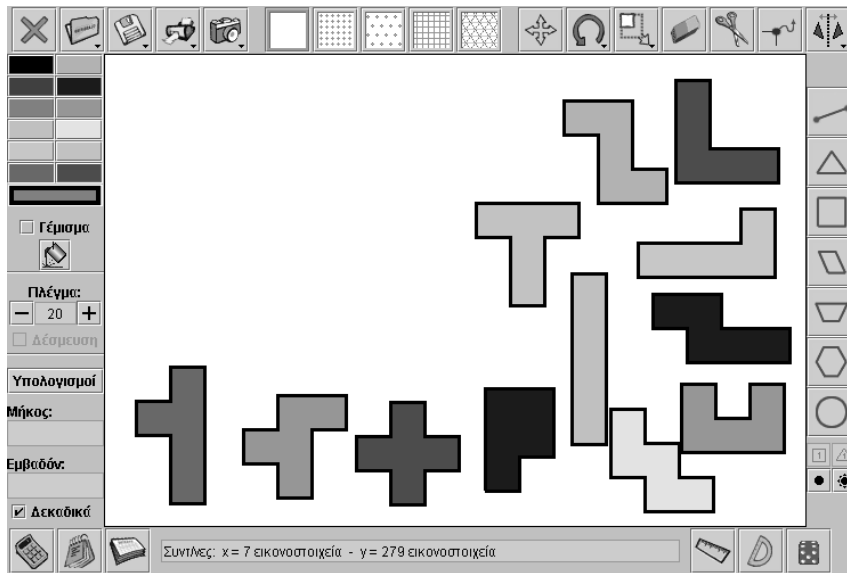 Γέμισμα
Πλέγμα:
20
Δέσμευση
Υπολογισμοί
Μήκος:
Εμβαδόν:
Δεκαδικά
Συντ/νες: x = 7 εικονοστοιχεία - y = 279 εικονοστοιχεία